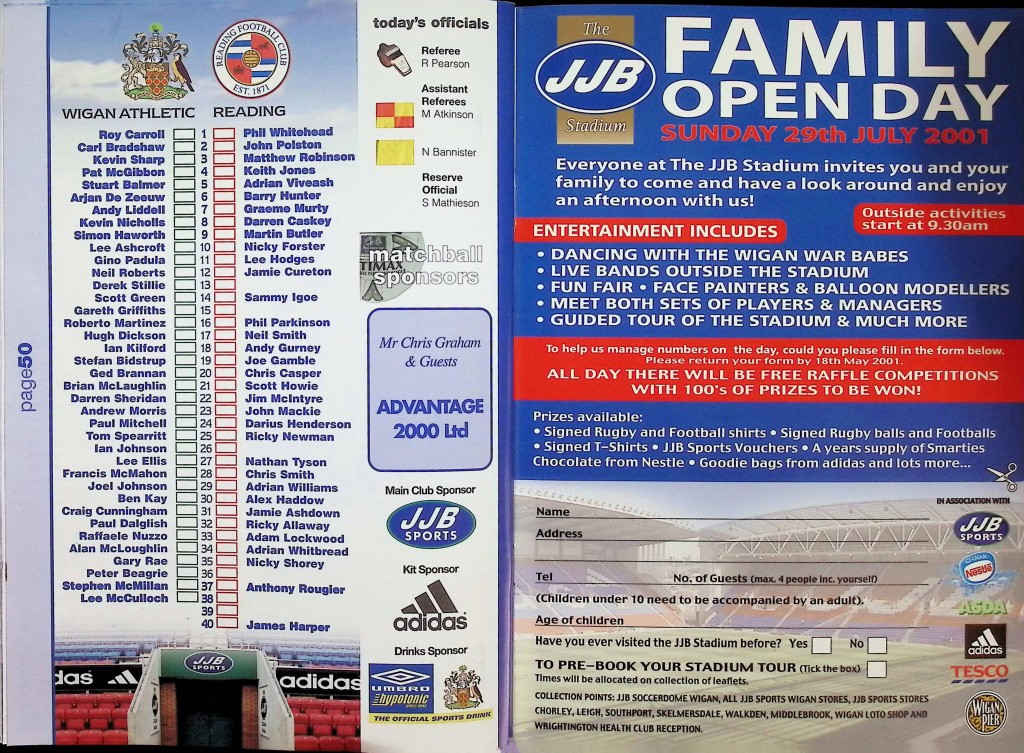 page50
READING FOOTBALL CLUB
EST. 1871
WIGAN ATHLETIC READING
Roy Carroll 1 Phil Whitehead
Carl Bradshaw 2 John Polston
Kevin Sharp 3 Matthew Robinson
Pat McGibbon 4 Keith Jones
Stuart Balmer 5 Adrian Viveash
Arjan De Zeeuw 6 Barry Hunter
Andy Liddell 7 Graeme Murty
Kevin Nicholls 8 Darren Caskey
Simon Haworth 9 Martin Butler
Lee Ashcroft 10 Nicky Forster
Gino Padula 11 Lee Hodges
Neil Roberts 12 Jamie Cureton
Derek Stillie 13
Scott Green 14 Sammy Igoe
Gareth Griffiths 15
Roberto Martinez 16 Phil Parkinson
Hugh Dickson 17 Neil Smith
Ian Kilford 18 Andy Gurney
Stefan Bidstrup 19 Joe Gamble
Ged Brannan 20 Chris Casper
Brian McLaughlin 21 Scott Howie
Darren Sheridan 22 Jim McIntyre
Andrew Morris 23 John Mackie
Paul Mitchell 24 Darius Henderson
Tom Spearritt 25 Ricky Newman
Ian Johnson 26
Lee Ellis 27 Nathan Tyson
Francis McMahon 28 Chris Smith
Joel Johnson 29 Adrian Williams
Ben Kay 30 Alex Haddow
Craig Cunningham 31 Jamie Ashdown
Paul Dalglish 32 Ricky Allaway
Raffaele Nuzzo 33 Adam Lockwood
Alan McLoughlin 34 Adrian Whitbread
Gary Rae 35 Nicky Shorey
Peter Beagrie 36
Stephen McMillan 37 Anthony Rougier
Lee McCulloch 38
39
40 James Harper
JJB
SPORTS
adidas
adidas.
today's officials
Referee
R Pearson
Assistant
Referees
M Atkinson
N Bannister
Reserve
Official
S Mathieson
matchball
sponsors
Mr Chris Graham
& Guests
ADVANTAGE
2000 Ltd
Main Club Sponsor
JJB
SPORTS
Kit Sponsor
adidas
Drinks Sponsor
UMBRO
hypotonic
THE OFFICIAL SPORTS DRINK
The
JJB
Stadium
FAMILY
OPEN DAY
SUNDAY 29th JULY 2001
Everyone at The JJB Stadium invites you and your
family to come and have a look around and enjoy
an afternoon with us!
Outside activities
start at 9.30am
ENTERTAINMENT INCLUDES
• DANCING WITH THE WIGAN WAR BABES
• LIVE BANDS OUTSIDE THE STADIUM
• FUN FAIR • FACE PAINTERS & BALLOON MODELLERS
• MEET BOTH SETS OF PLAYERS & MANAGERS
• GUIDED TOUR OF THE STADIUM & MUCH MORE
To help us manage numbers on the day, could you please fill in the form below.
Please return your form by 18th May 2001.
ALL DAY THERE WILL BE FREE RAFFLE COMPETITIONS
WITH 100's OF PRIZES TO BE WON!
Prizes available:
• Signed Rugby and Football shirts • Signed Rugby balls and Footballs
• Signed T-Shirts • JJB Sports Vouchers • A years supply of Smarties
Chocolate from Nestle • Goodie bags from adidas and lots more...
IN ASSOCIATION WITH
Name
Address
Tel No. of Guests (max. 4 people inc. yourself)
(Children under 10 need to be accompanied by an adult).
Age of children
Have you ever visited the JJB Stadium before? Yes No
TO PRE-BOOK YOUR STADIUM TOUR (Tick the box)
Times will be allocated on collection of leaflets.
COLLECTION POINTS: JJB SOCCERDOME WIGAN, ALL JJB SPORTS WIGAN STORES, JJB SPORTS STORES
CHORLEY, LEIGH, SOUTHPORT, SKELMERSDALE, WALKDEN, MIDDLEBROOK, WIGAN LOTO SHOP AND
WRIGHTINGTON HEALTH CLUB RECEPTION.
JJB
SPORTS
Nestlé
ASDA
adidas
TESCO
WIGAN
PIER